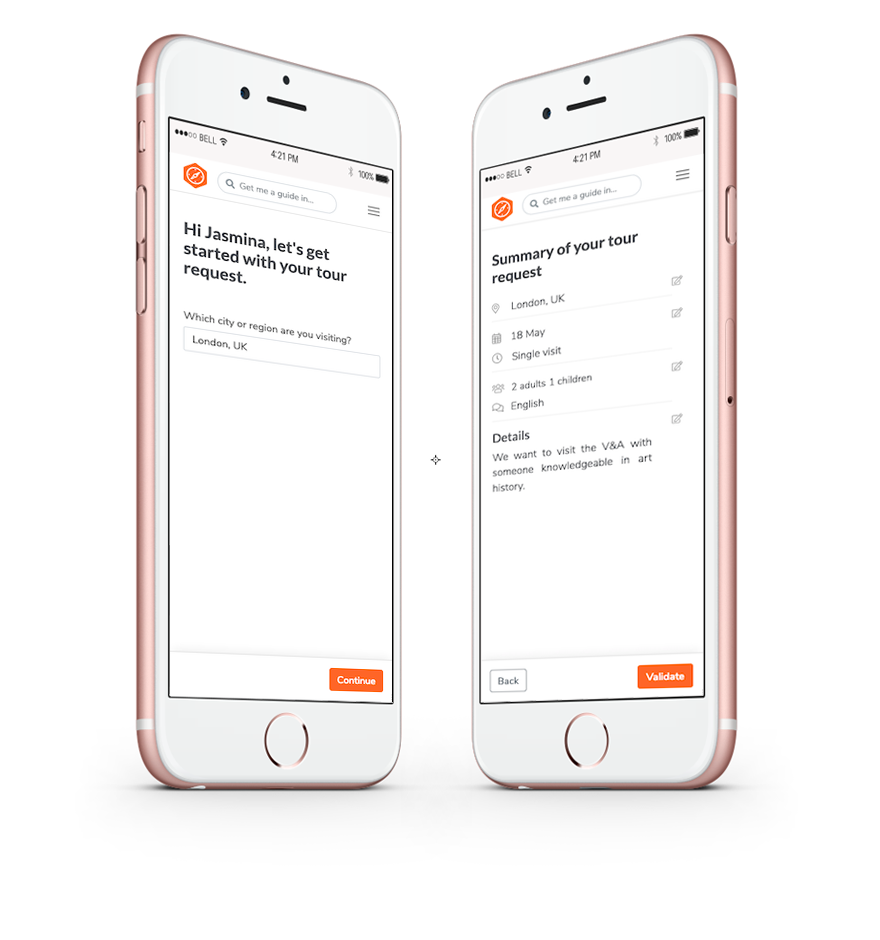 BELL
4:21 PM
100%
Get me a guide in...
Hi Jasmina, let's get
started with your tour
request.
Which city or region are you visiting?
London, UK
Continue
BELL
4:21 PM
100%
Get me a guide in...
Summary of your tour
request
London, UK
18 May
Single visit
2 adults 1 children
English
Details
We want to visit the V&A with
someone knowledgeable in art
history.
Back
Validate